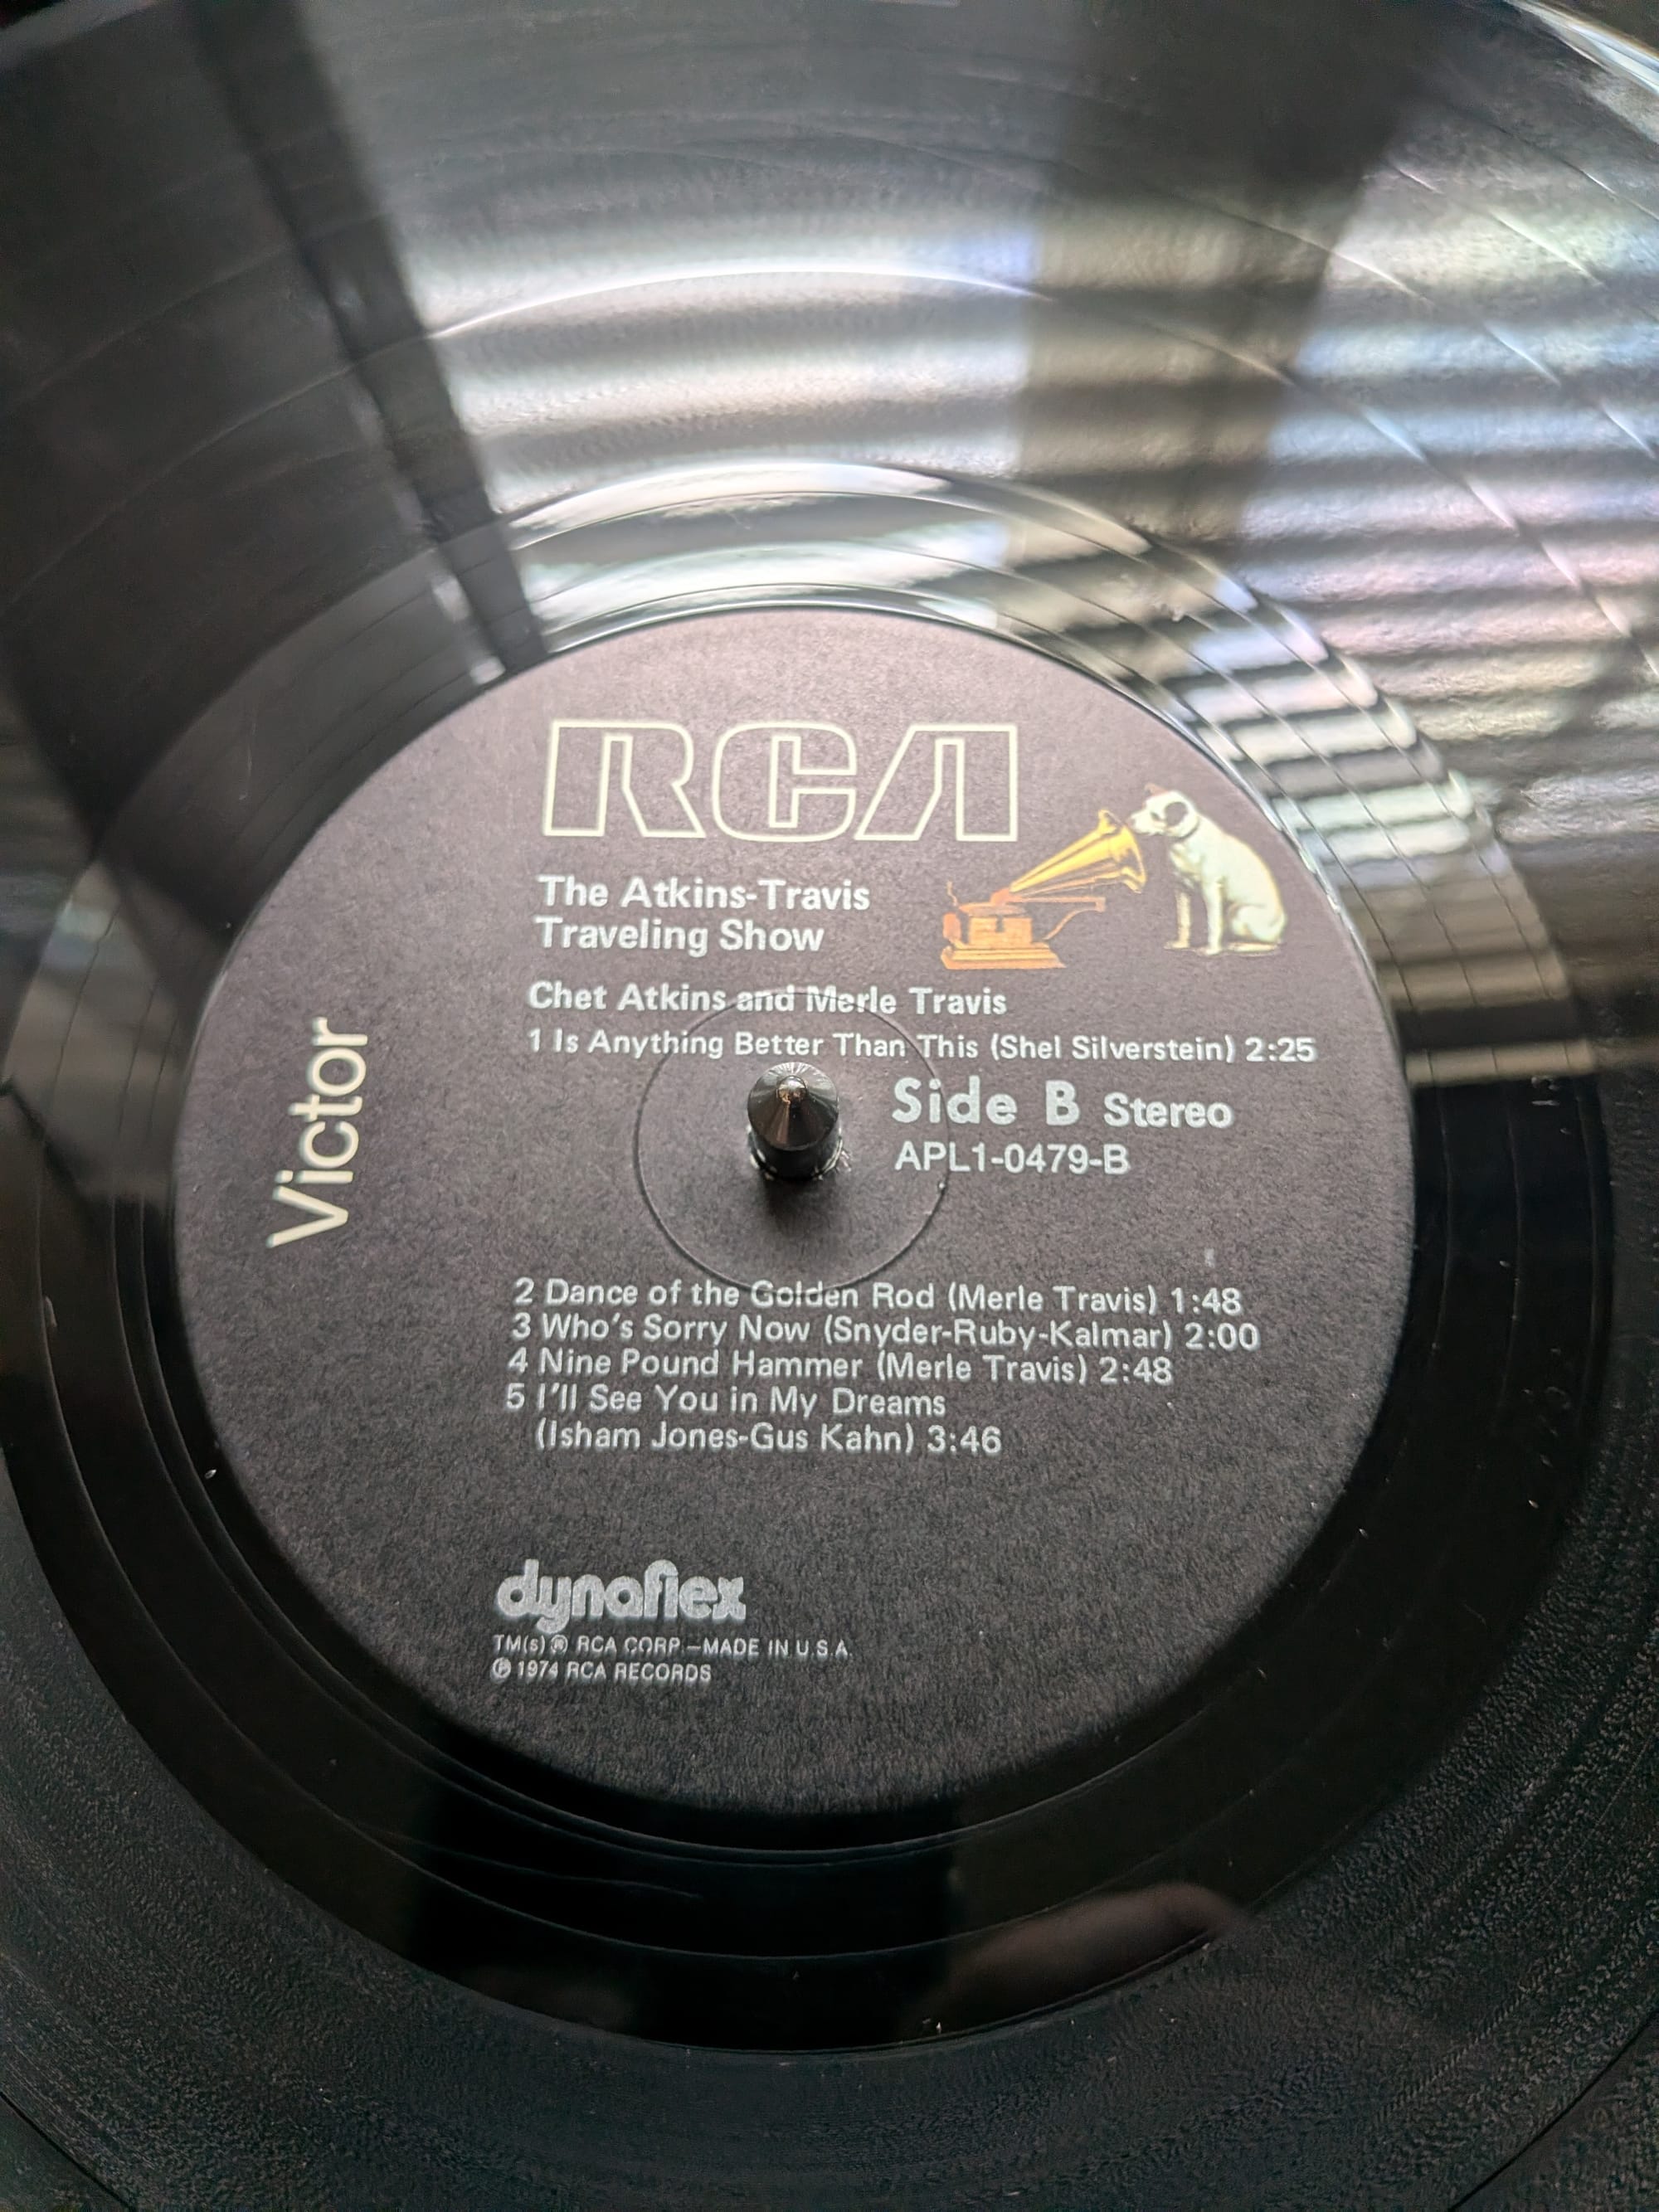 RCA
The Atkins-Travis
Traveling Show
Chet Atkins and Merle Travis
1 Is Anything Better Than This (Shel Silverstein) 2:25
Side B Stereo
APL1-0479-B
Victor
2 Dance of the Golden Rod (Merle Travis) 1:48
3 Who's Sorry Now (Snyder-Ruby-Kalmar) 2:00
4 Nine Pound Hammer (Merle Travis) 2:48
5 I'll See You in My Dreams
(Isham Jones-Gus Kahn) 3:46
dynaflex
TM(s) ® RCA CORP.—MADE IN U.S.A.
℗ 1974 RCA RECORDS